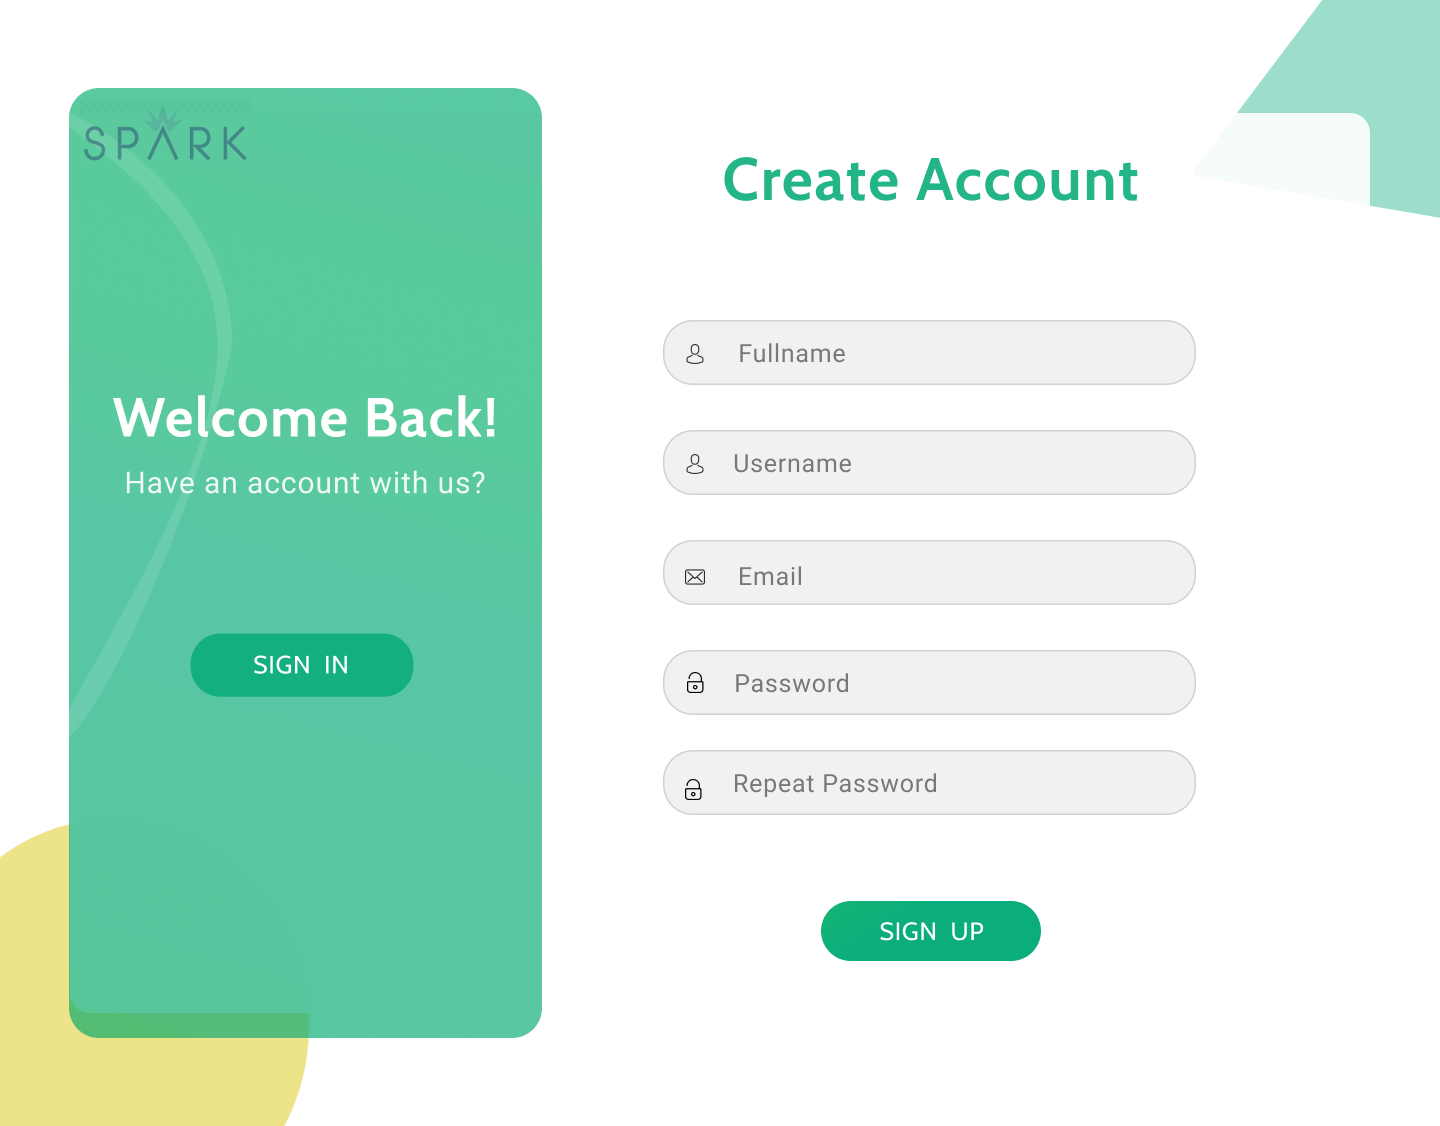 SPARK
Welcome Back!
Have an account with us?
SIGN IN
Create Account
Fullname
Username
Email
Password
Repeat Password
SIGN UP